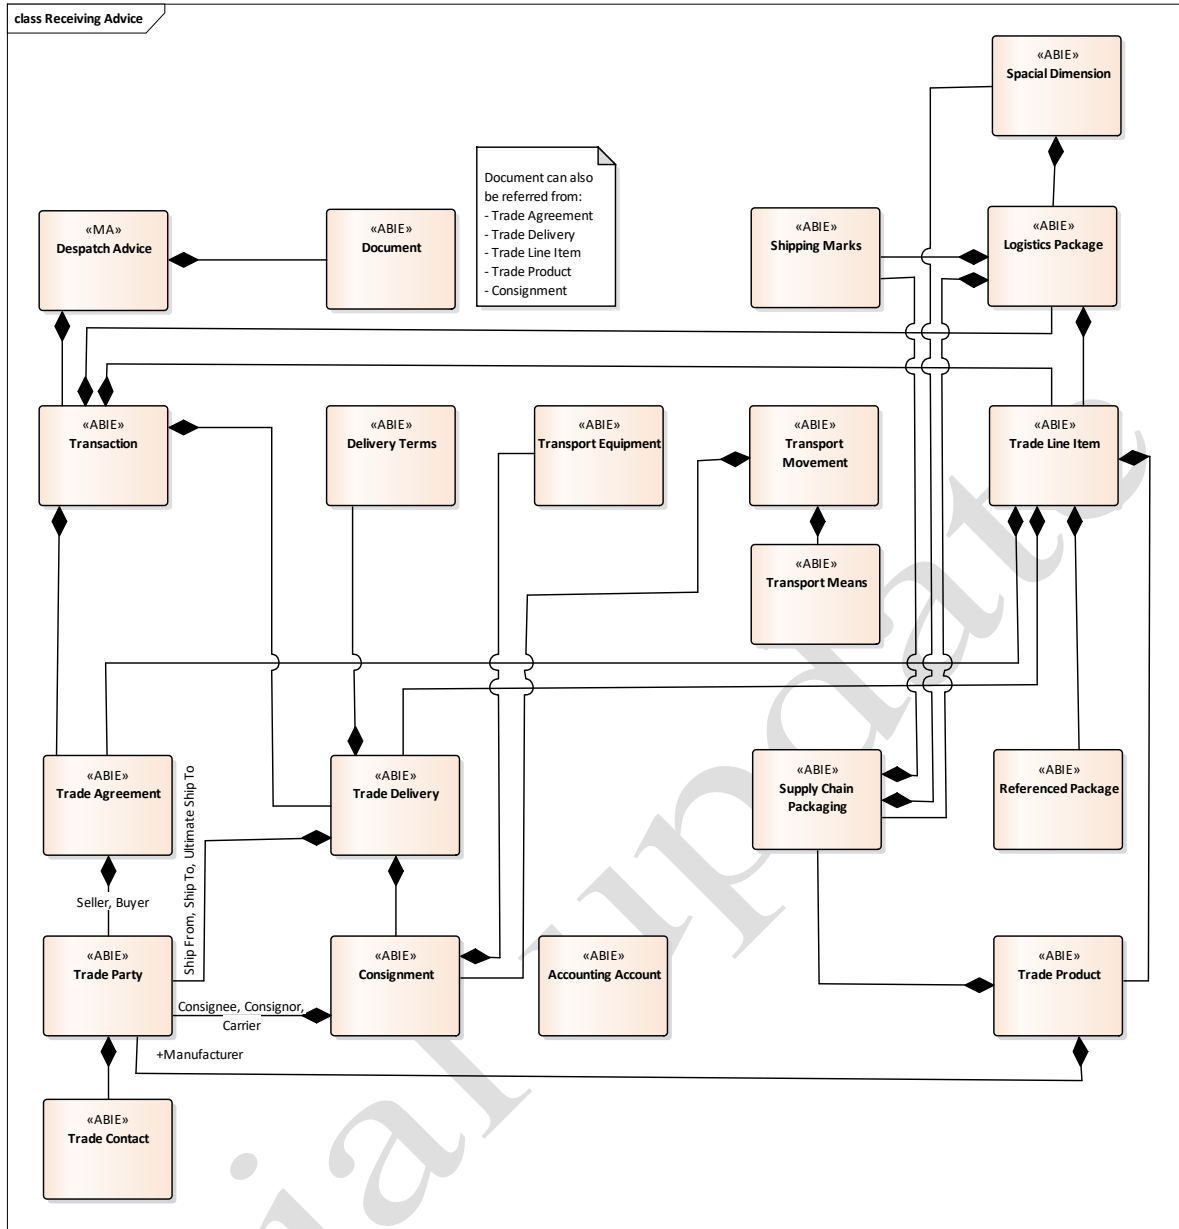 class Receiving Advice
«ABIE»
Spacial Dimension
Document can also
be referred from:
- Trade Agreement
- Trade Delivery
- Trade Line Item
- Trade Product
- Consignment
«MA»
Despatch Advice
«ABIE»
Document
«ABIE»
Shipping Marks
«ABIE»
Logistics Package
«ABIE»
Transaction
«ABIE»
Delivery Terms
«ABIE»
Transport Equipment
«ABIE»
Transport
Movement
«ABIE»
Trade Line Item
«ABIE»
Transport Means
«ABIE»
Trade Agreement
Ship From, Ship To, Ultimate Ship To
«ABIE»
Trade Delivery
«ABIE»
Supply Chain
Packaging
«ABIE»
Referenced Package
Seller, Buyer
«ABIE»
Trade Party
«ABIE»
Consignment
«ABIE»
Accounting Account
«ABIE»
Trade Product
Consignee, Consignor,
Carrier
+Manufacturer
«ABIE»
Trade Contact
update